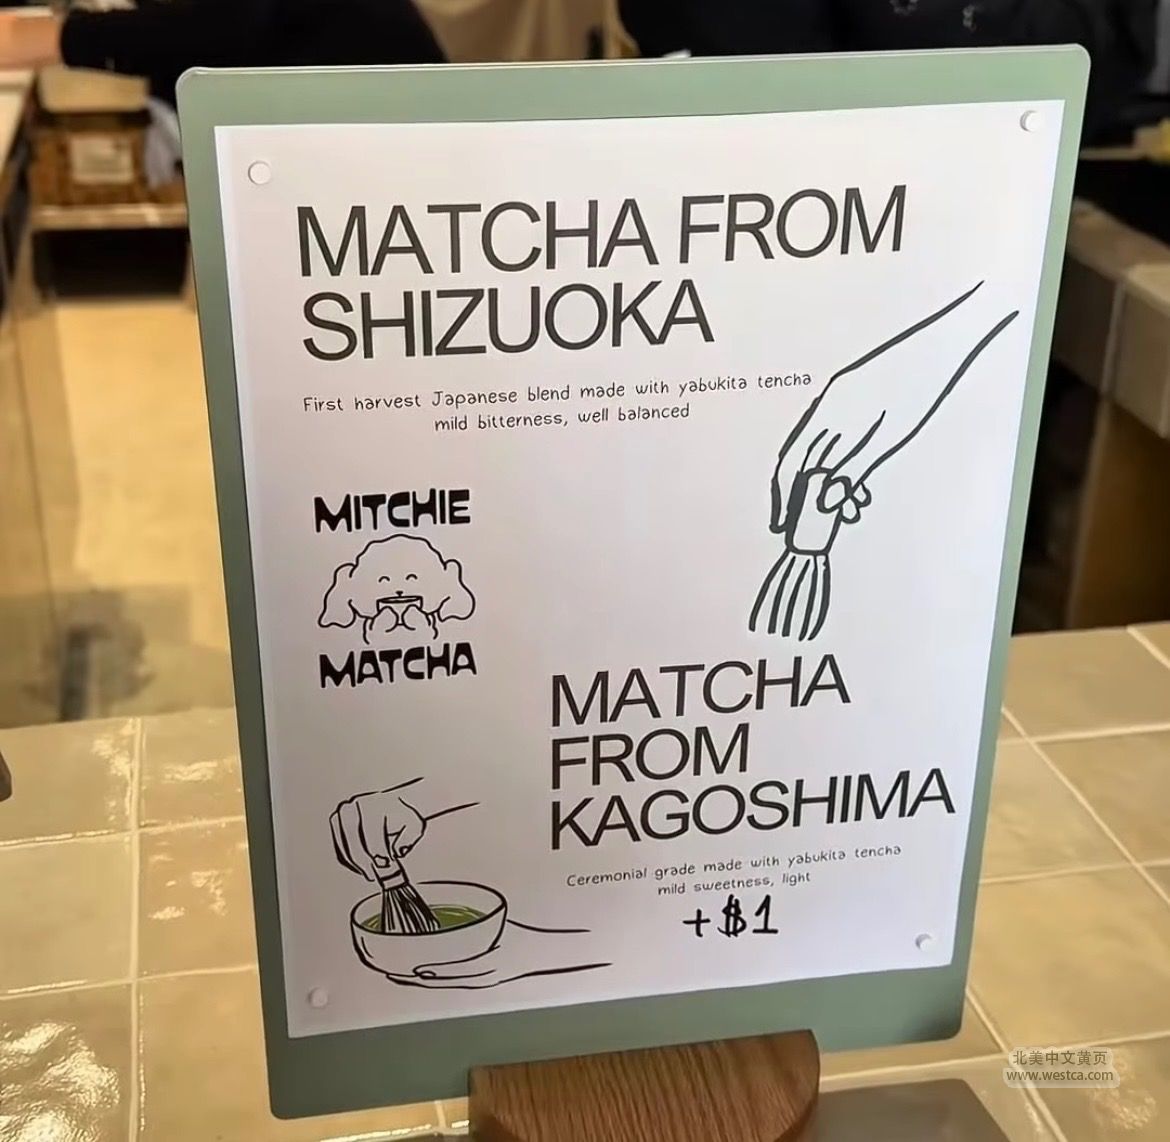 MATCHA FROM
SHIZUOKA
First harvest Japanese blend made with yabukita tencha
mild bitterness, well balanced
MITCHIE
MATCHA
MATCHA
FROM
KAGOSHIMA
Ceremonial grade made with yabukita tencha
mild sweetness, light
+$1
北美中文黄页
www.westca.com